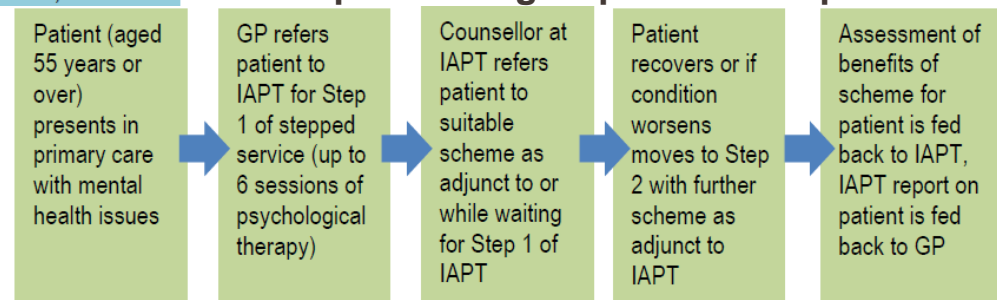 Patient (aged
55 years or
over)
presents in
primary care
with mental
health issues
GP refers
patient to
IAPT for Step
1 of stepped
service (up to
6 sessions of
psychological
therapy)
Counsellor at
IAPT refers
patient to
suitable
scheme as
adjunct to or
while waiting
for Step 1 of
IAPT
Patient
recovers or if
condition
worsens
moves to Step
2 with further
scheme as
adjunct to
IAPT
Assessment of
benefits of
scheme for
patient is fed
back to IAPT,
IAPT report on
patient is fed
back to GP